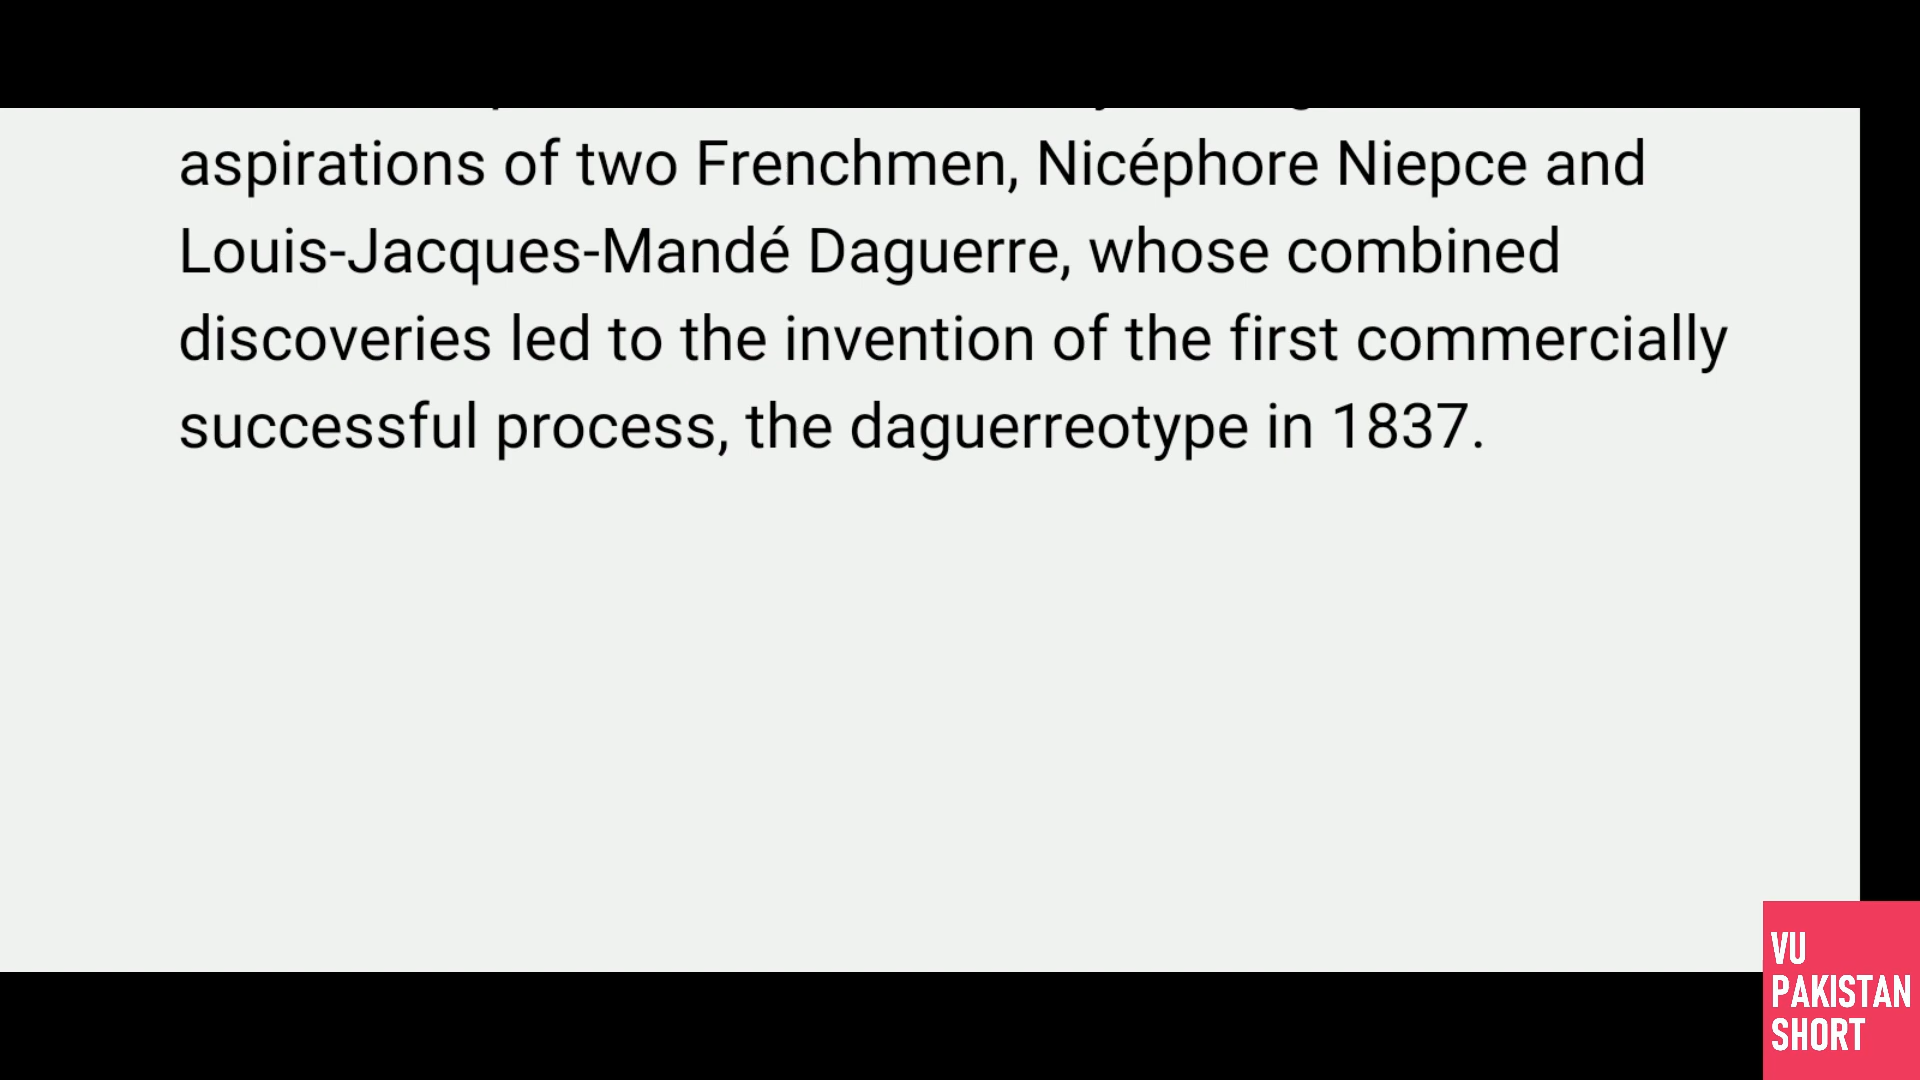 aspirations of two Frenchmen, Nicéphore Niepce and
Louis-Jacques-Mandé Daguerre, whose combined
discoveries led to the invention of the first commercially
successful process, the daguerreotype in 1837.
VU
PAKISTAN
SHORT